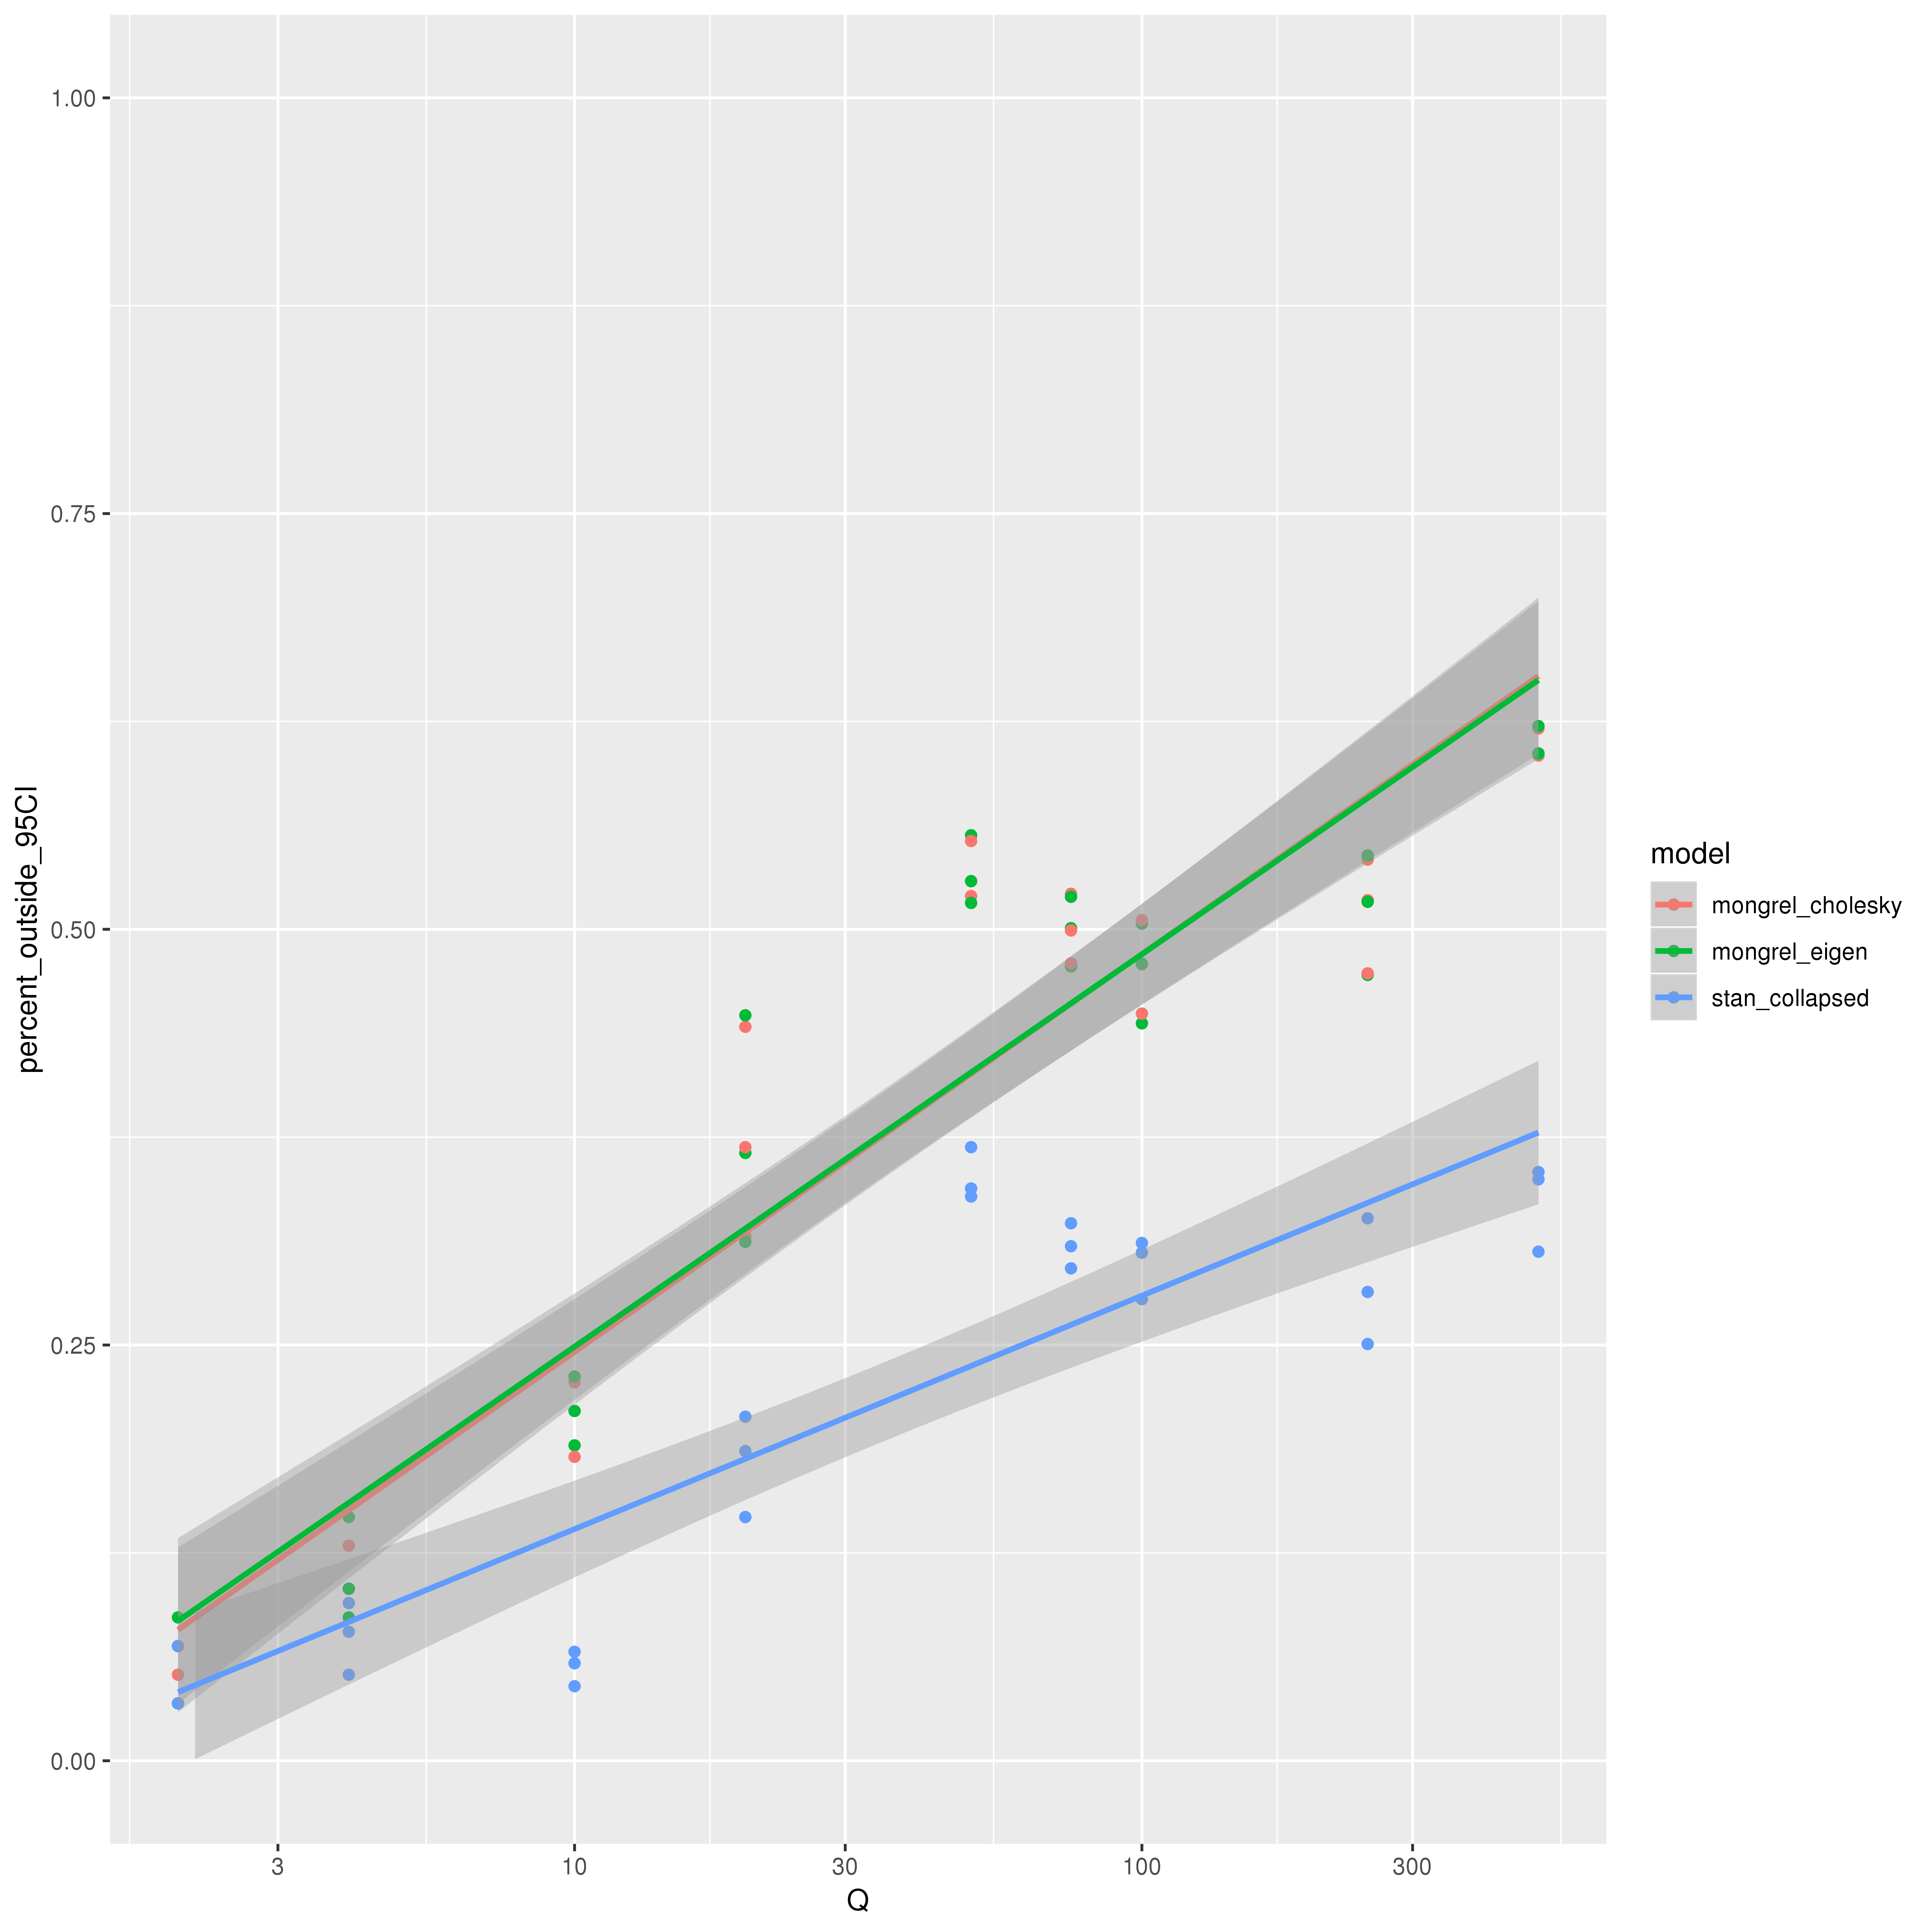 percent_outside_95CI
1.00
0.75
0.50
0.25
0.00
3
10
30
100
300
Q
model
mongrel_cholesky
mongrel_eigen
stan_collapsed